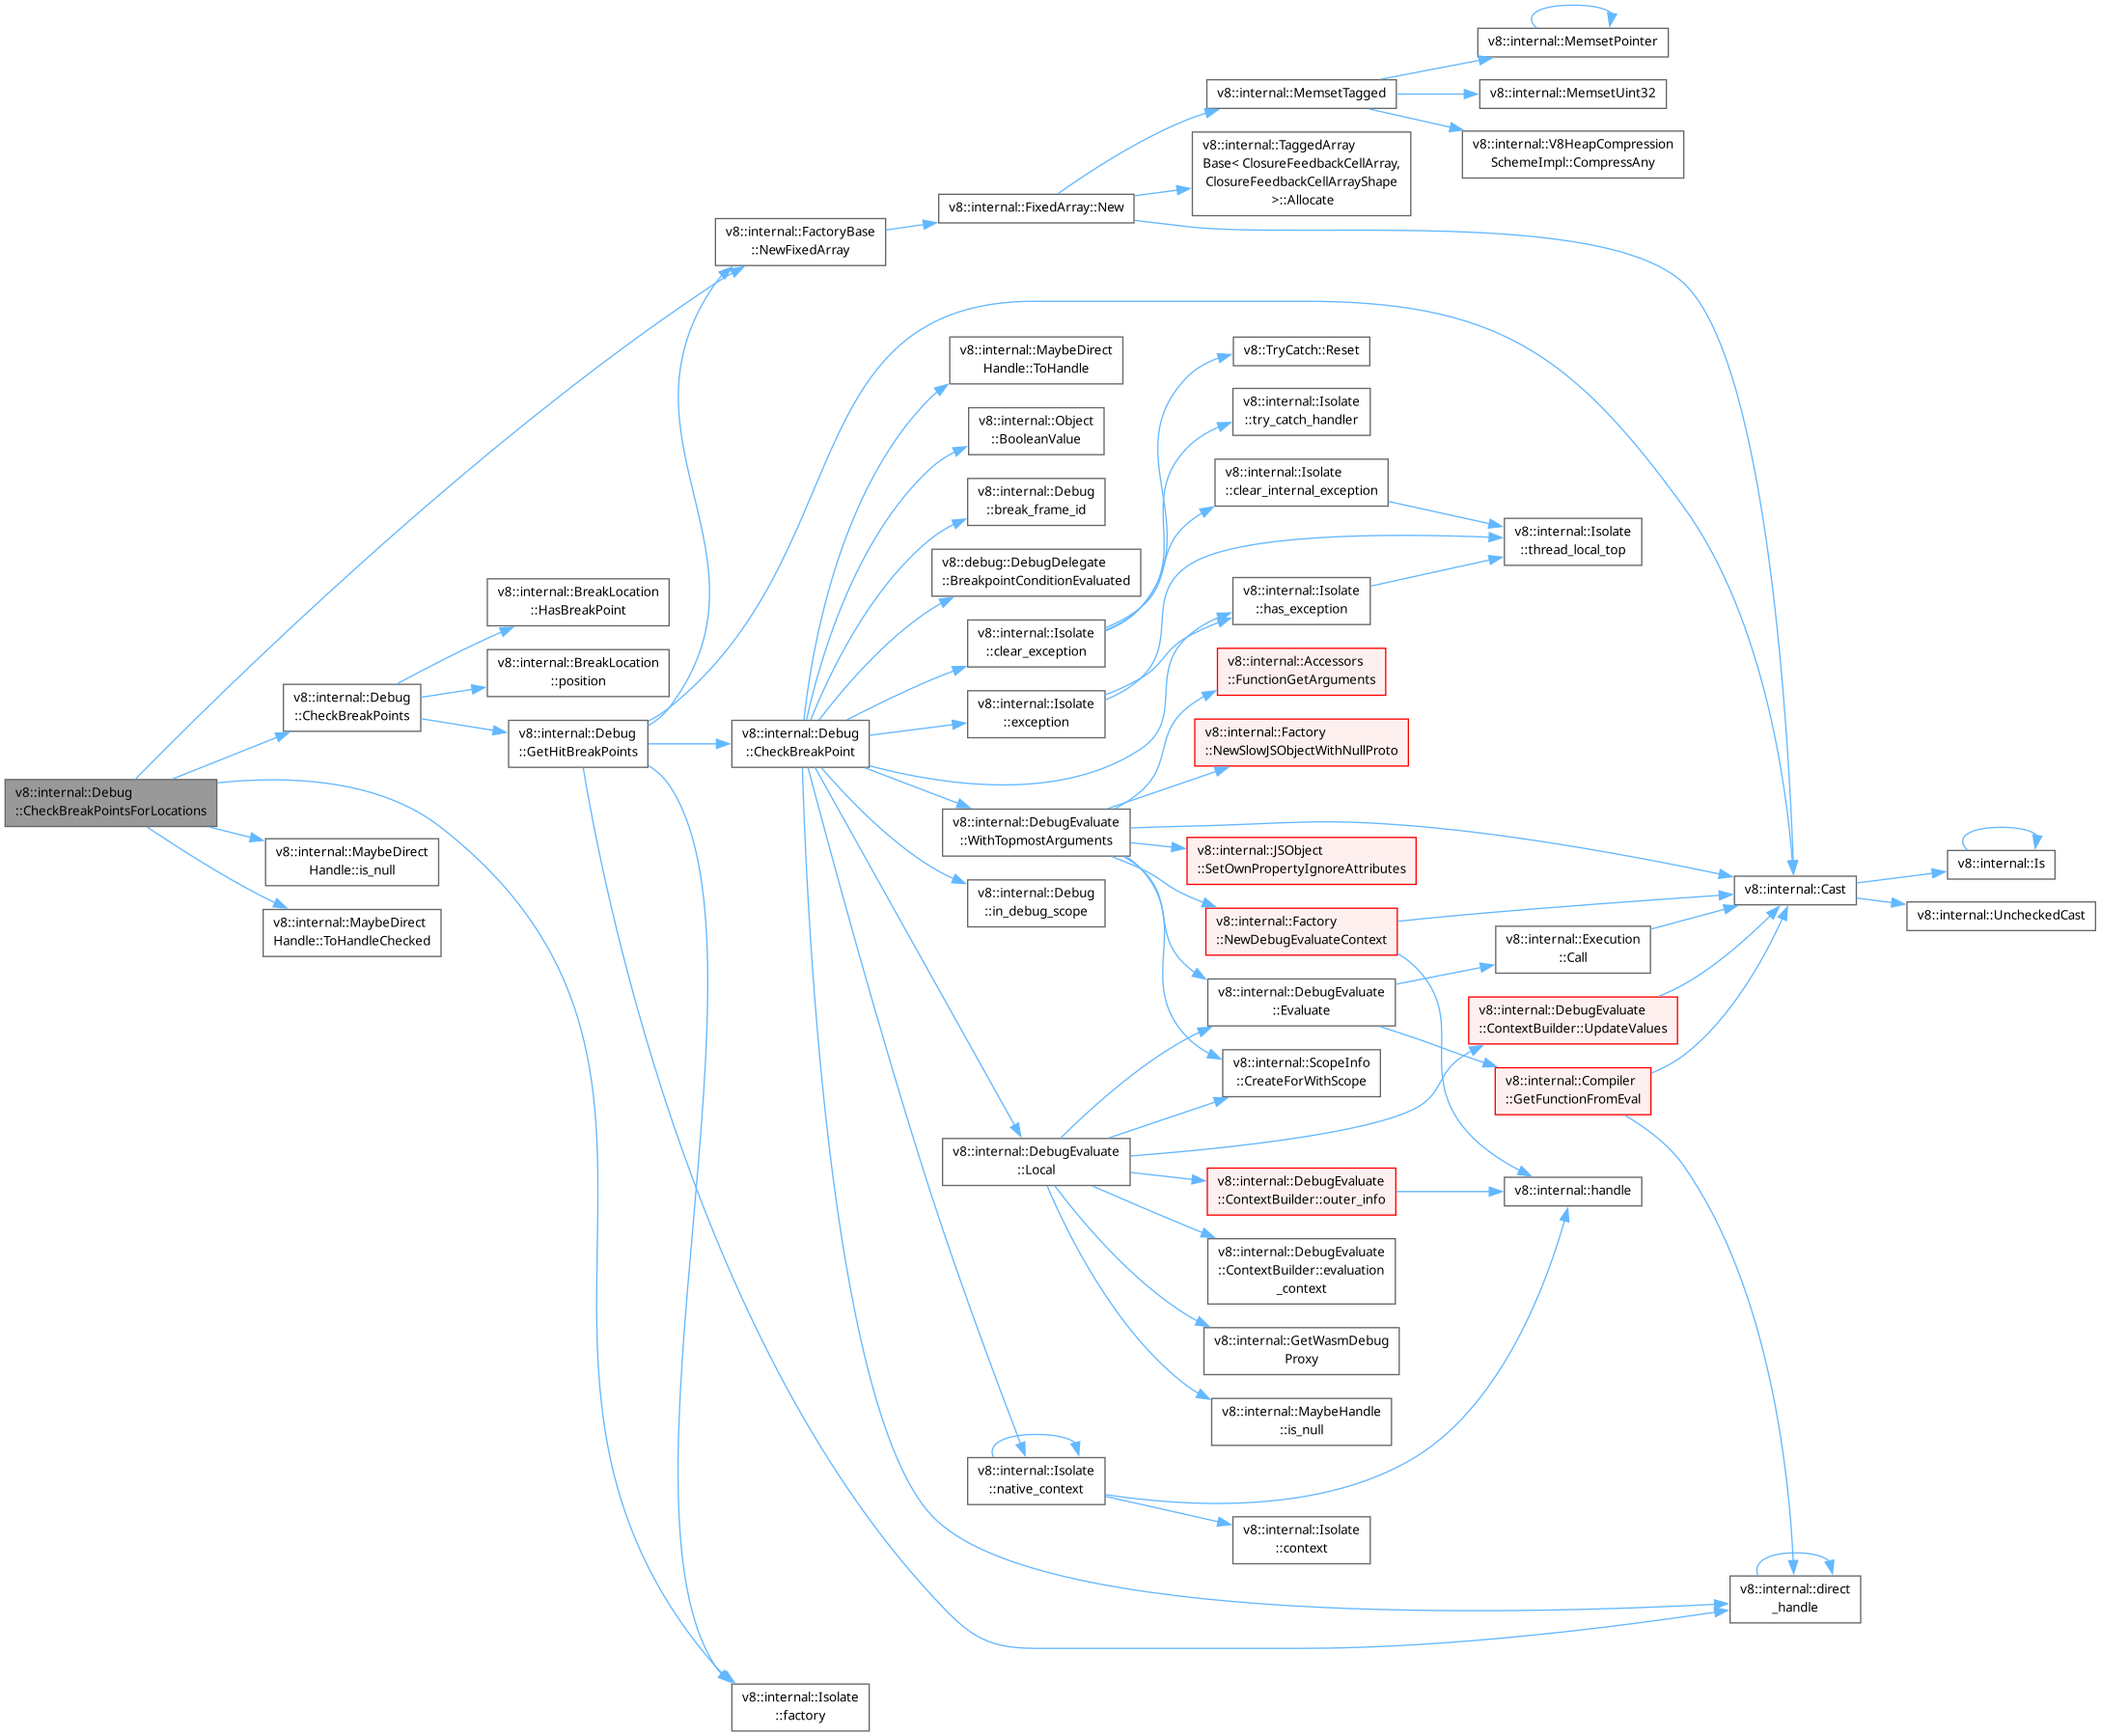 v8::internal::MemsetPointer
v8::internal::MemsetTagged
v8::internal::MemsetUint32
v8::internal::V8HeapCompression
SchemeImpl::CompressAny
v8::internal::TaggedArray
Base< ClosureFeedbackCellArray,
ClosureFeedbackCellArrayShape
>::Allocate
v8::internal::FixedArray::New
v8::internal::FactoryBase
::NewFixedArray
v8::internal::MaybeDirect
Handle::ToHandle
v8::TryCatch::Reset
v8::internal::Isolate
::try_catch_handler
v8::internal::Object
::BooleanValue
v8::internal::Isolate
::clear_internal_exception
v8::internal::Debug
::break_frame_id
v8::internal::Isolate
::thread_local_top
v8::debug::DebugDelegate
::BreakpointConditionEvaluated
v8::internal::Isolate
::has_exception
v8::internal::BreakLocation
::HasBreakPoint
v8::internal::Isolate
::clear_exception
v8::internal::BreakLocation
::position
v8::internal::Accessors
::FunctionGetArguments
v8::internal::Debug
::CheckBreakPoints
v8::internal::Isolate
::exception
v8::internal::Debug
::GetHitBreakPoints
v8::internal::Debug
::CheckBreakPoint
v8::internal::Factory
::NewSlowJSObjectWithNullProto
v8::internal::Debug
::CheckBreakPointsForLocations
v8::internal::DebugEvaluate
::WithTopmostArguments
v8::internal::MaybeDirect
Handle::is_null
v8::internal::JSObject
::SetOwnPropertyIgnoreAttributes
v8::internal::Is
v8::internal::Cast
v8::internal::UncheckedCast
v8::internal::Debug
::in_debug_scope
v8::internal::MaybeDirect
Handle::ToHandleChecked
v8::internal::Factory
::NewDebugEvaluateContext
v8::internal::Execution
::Call
v8::internal::DebugEvaluate
::Evaluate
v8::internal::DebugEvaluate
::ContextBuilder::UpdateValues
v8::internal::ScopeInfo
::CreateForWithScope
v8::internal::Compiler
::GetFunctionFromEval
v8::internal::DebugEvaluate
::Local
v8::internal::DebugEvaluate
::ContextBuilder::outer_info
v8::internal::handle
v8::internal::DebugEvaluate
::ContextBuilder::evaluation
_context
v8::internal::GetWasmDebug
Proxy
v8::internal::MaybeHandle
::is_null
v8::internal::Isolate
::native_context
v8::internal::Isolate
::context
v8::internal::direct
_handle
v8::internal::Isolate
::factory